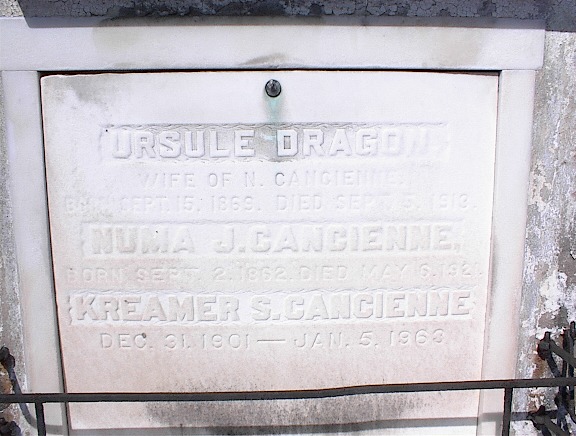 URSULE DRAGON,
WIFE OF N. CANCIENNE.
BORN SEPT. 15, 1869. DIED SEPT. 5, 1913.
NUMA J. CANCIENNE,
BORN SEPT. 2, 1862. DIED MAY 6, 1921.
KREAMER S. CANCIENNE
DEC. 31. 1901 — JAN. 5. 1963